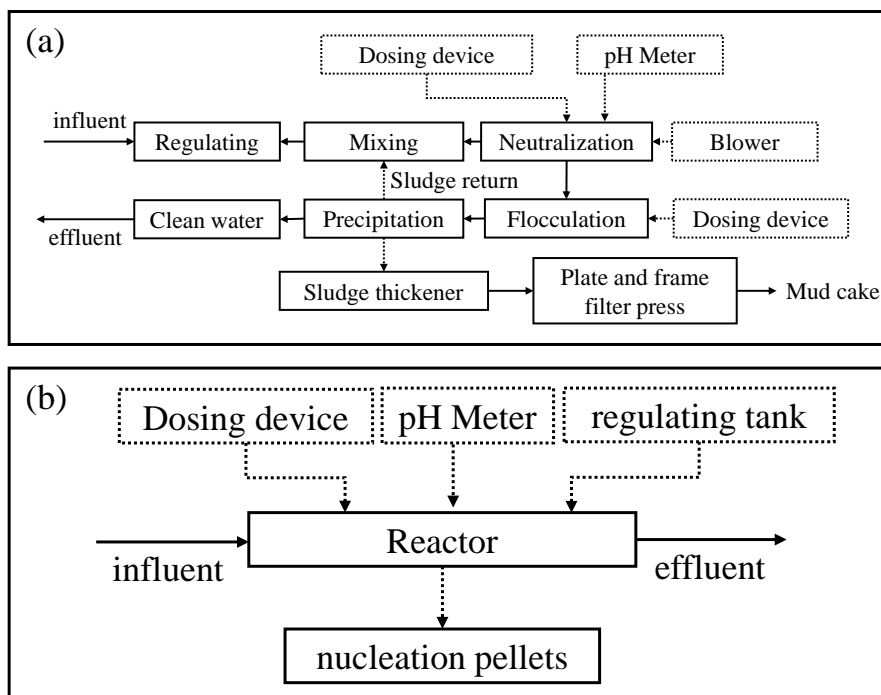 (a)
Dosing device
pH Meter
influent
Regulating
Mixing
Neutralization
Blower
Sludge return
effluent
Clean water
Precipitation
Flocculation
Dosing device
Sludge thickener
Plate and frame
filter press
Mud cake
(b)
Dosing device
pH Meter
regulating tank
influent
Reactor
effluent
nucleation pellets